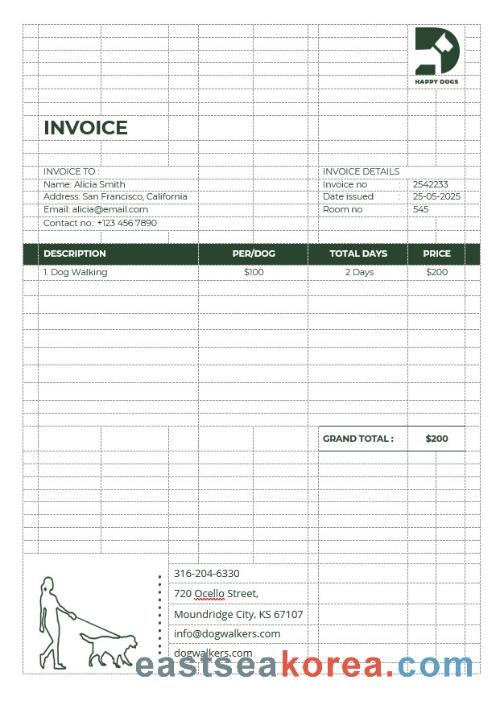 HAPPY DOGS
INVOICE
INVOICE TO :
Name: Alicia Smith
Address: San Francisco, California
Email: alicia@email.com
Contact no.: +123 456 7890
INVOICE DETAILS
Invoice no : 2542233
Date issued : 25-05-2025
Room no : 545
DESCRIPTION PER/DOG TOTAL DAYS PRICE
1. Dog Walking $100 2 Days $200
GRAND TOTAL : $200
316-204-6330
720 Ocello Street,
Moundridge City, KS 67107
info@dogwalkers.com
dogwalkers.com
eastseakorea.com